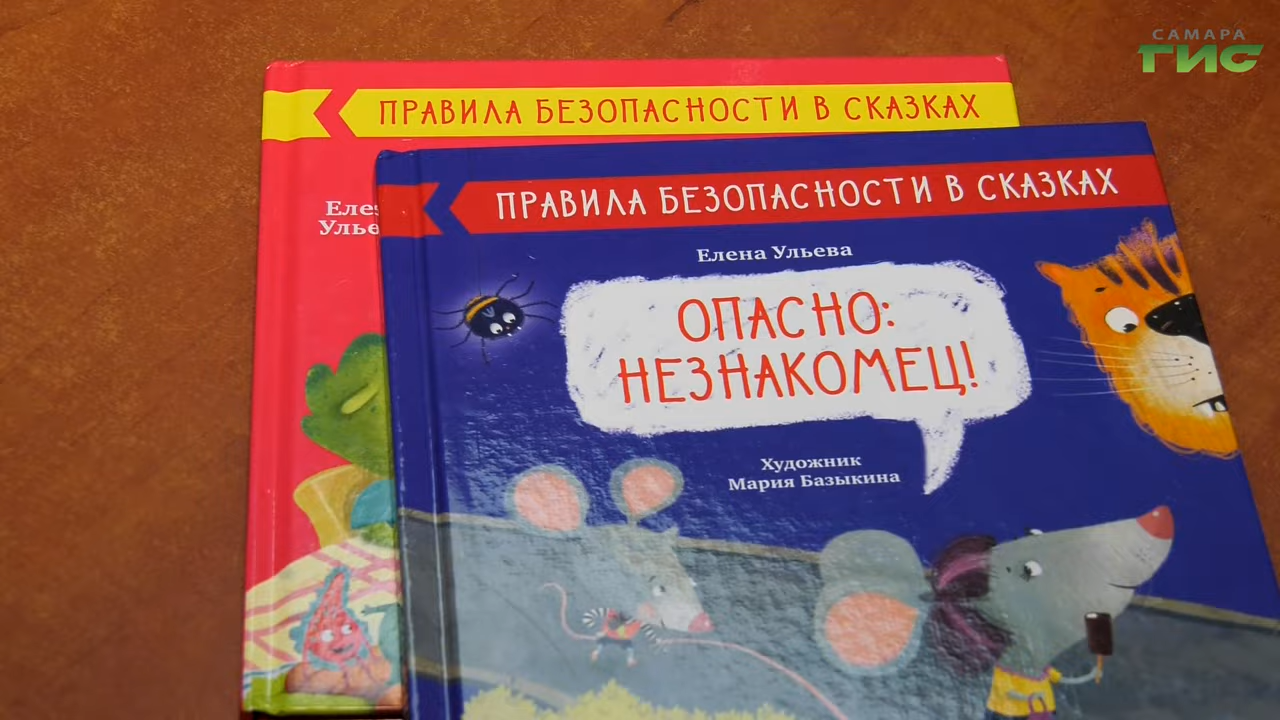 САМАРА
ГИС
ПРАВИЛА БЕЗОПАСНОСТИ В СКАЗКАХ
ПРАВИЛА БЕЗОПАСНОСТИ В СКАЗКАХ
Елена Ульева
ОПАСНО:
НЕЗНАКОМЕЦ!
Художник
Мария Базыкина